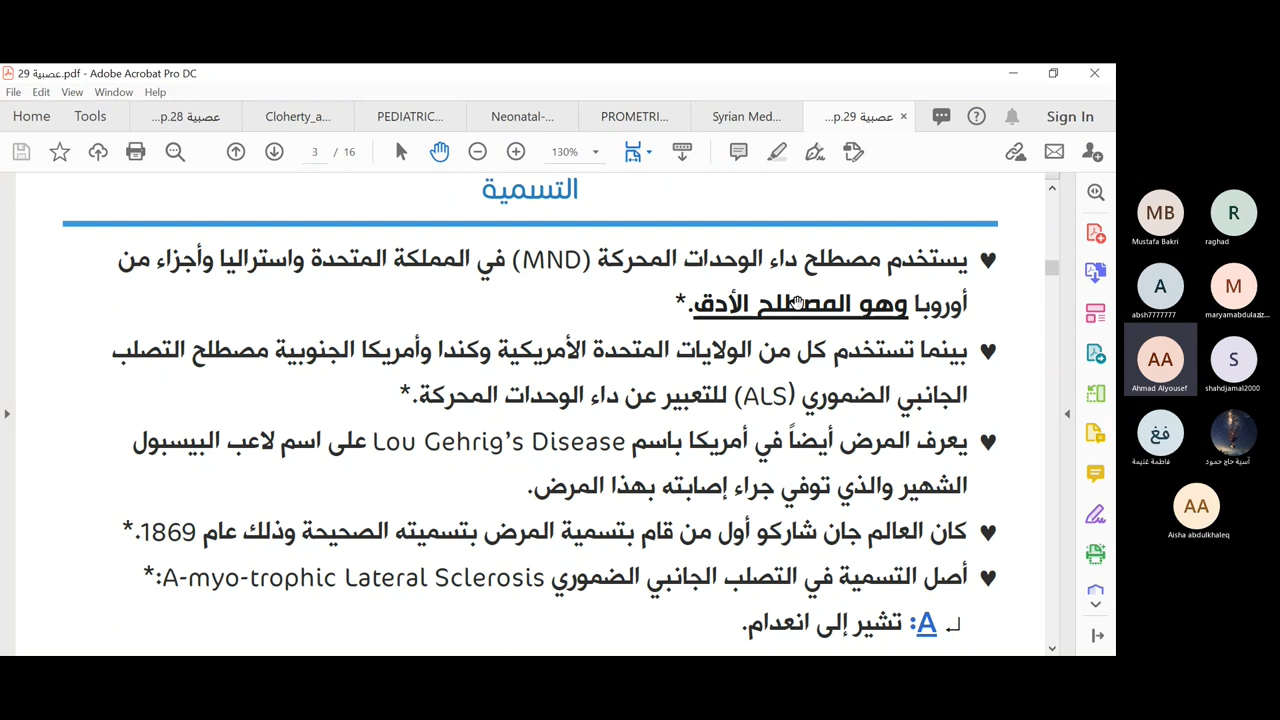 عصبية 29.pdf - Adobe Acrobat Pro DC
File Edit View Window Help
Home Tools عصبية 28.p... Cloherty_a... PEDIATRIC... Neonatal-... PROMETRI... Syrian Med... عصبية 29.p... × Sign In
3 / 16 130%
التسمية
♥ يستخدم مصطلح داء الوحدات المحركة (MND) في المملكة المتحدة واستراليا وأجزاء من
أوروبا وهو المصطلح الأدق.*
♥ بينما تستخدم كل من الولايات المتحدة الأمريكية وكندا وأمريكا الجنوبية مصطلح التصلب
الجانبي الضموري (ALS) للتعبير عن داء الوحدات المحركة.*
♥ يعرف المرض أيضاً في أمريكا باسم Lou Gehrig's Disease على اسم لاعب البيسبول
الشهير والذي توفي جراء إصابته بهذا المرض.
♥ كان العالم جان شاركو أول من قام بتسمية المرض بتسميته الصحيحة وذلك عام 1869.*
♥ أصل التسمية في التصلب الجانبي الضموري A-myo-trophic Lateral Sclerosis:*
A: تشير إلى انعدام.
MB R
Mustafa Bakri raghad
A M
absh7777777 maryamabdulaziz...
AA S
Ahmad Alyousef shahdjamal2000
فغ
فاطمة غنيمة آسية حاج حمود
AA
Aisha abdulkhaleq